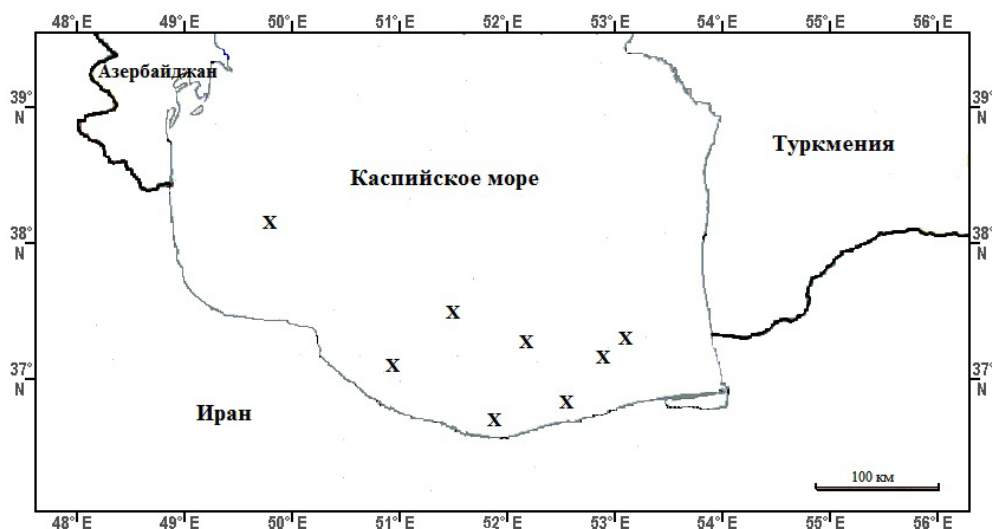 48° E 49° E 50° E 51° E 52° E 53° E 54° E 55° E 56° E
Азербайджан
39°
N
39°
N
Туркмения
Каспийское море
X
38°
N
38°
N
X
X
X
X
X
37°
N
37°
N
X
Иран
X
100 км
48° E 49° E 50° E 51° E 52° E 53° E 54° E 55° E 56° E